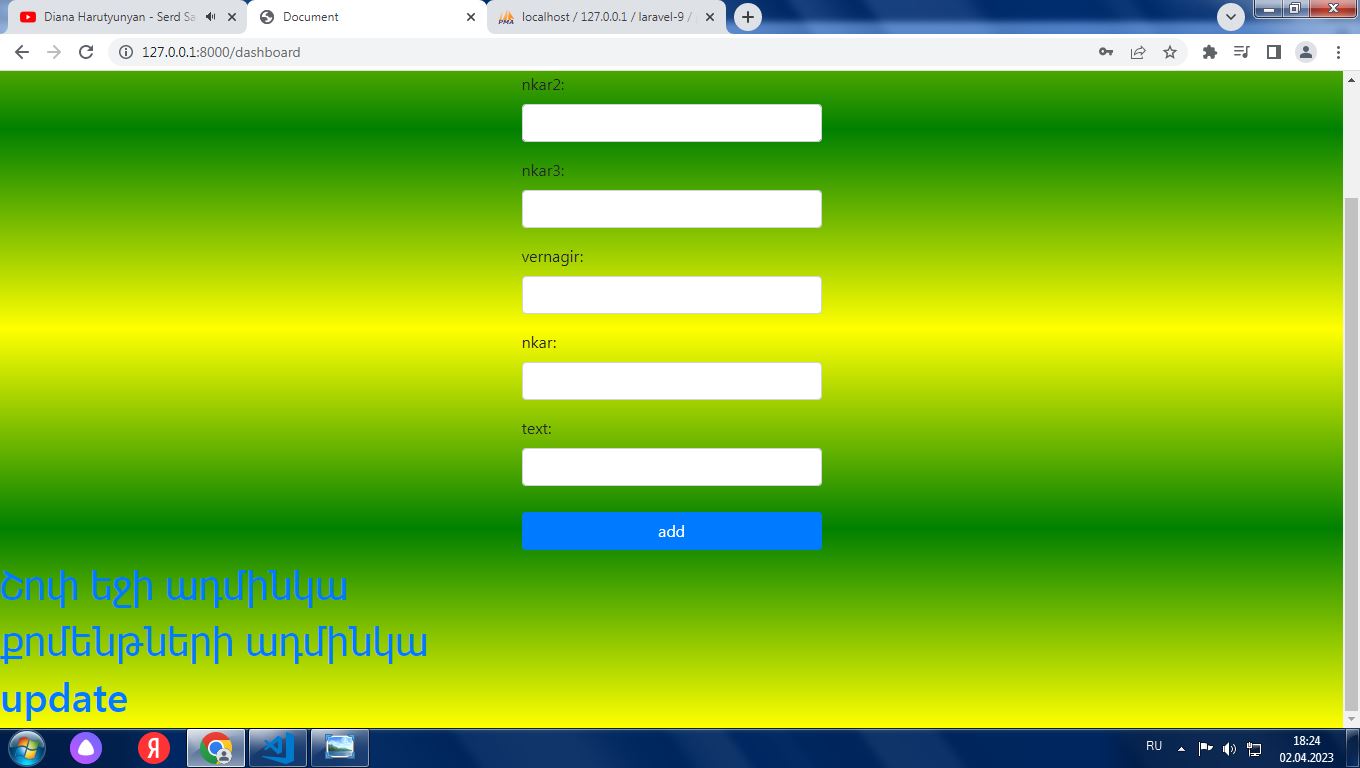 Diana Harutyunyan - Serd Sa
Document
localhost / 127.0.0.1 / laravel-9 /
127.0.0.1:8000/dashboard
nkar2:
nkar3:
vernagir:
nkar:
text:
add
Շոփ եջի ադմինկա
քոմենթների ադմինկա
update
RU
18:24
02.04.2023